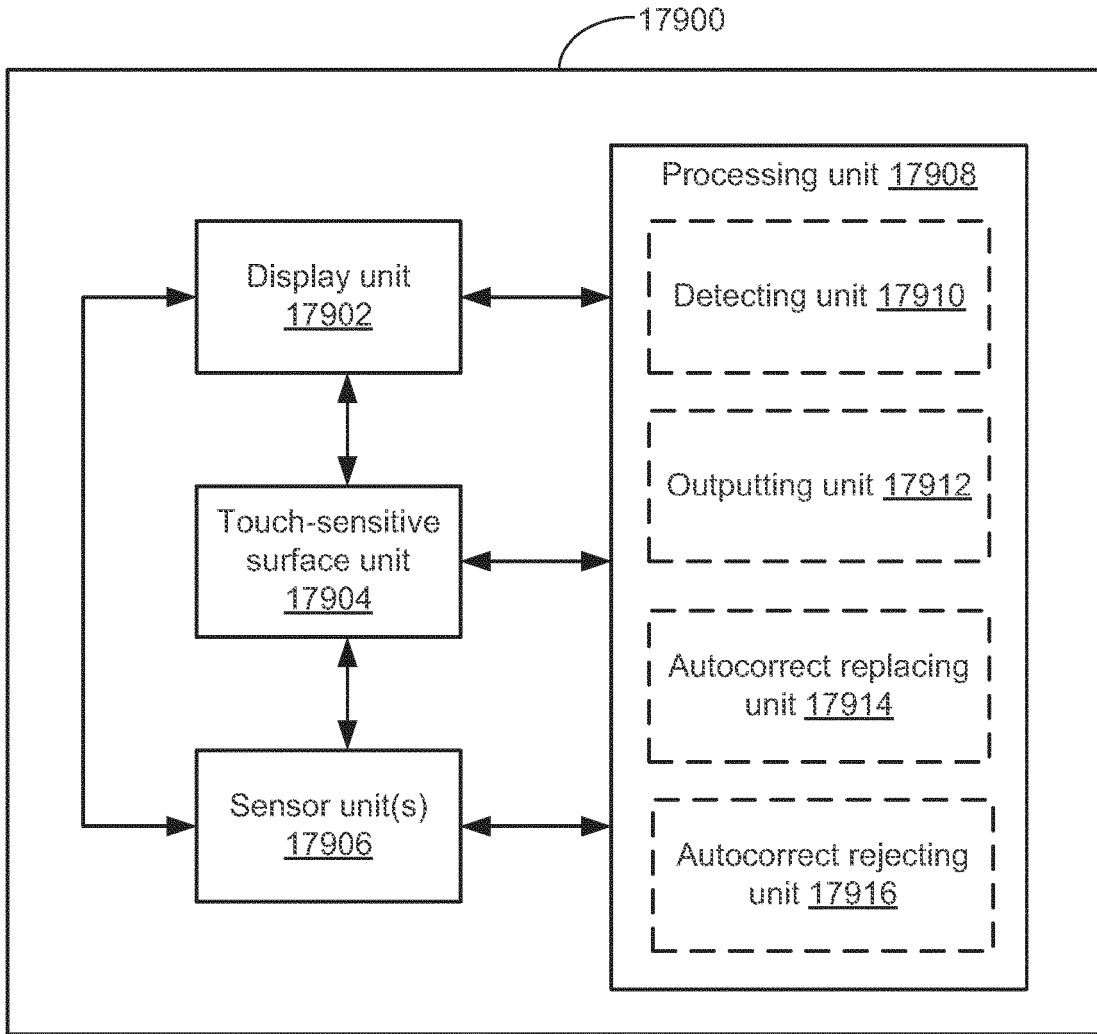 17900
Processing unit 17908
Display unit
17902
Detecting unit 17910
Touch-sensitive
surface unit
17904
Outputting unit 17912
Autocorrect replacing
unit 17914
Sensor unit(s)
17906
Autocorrect rejecting
unit 17916